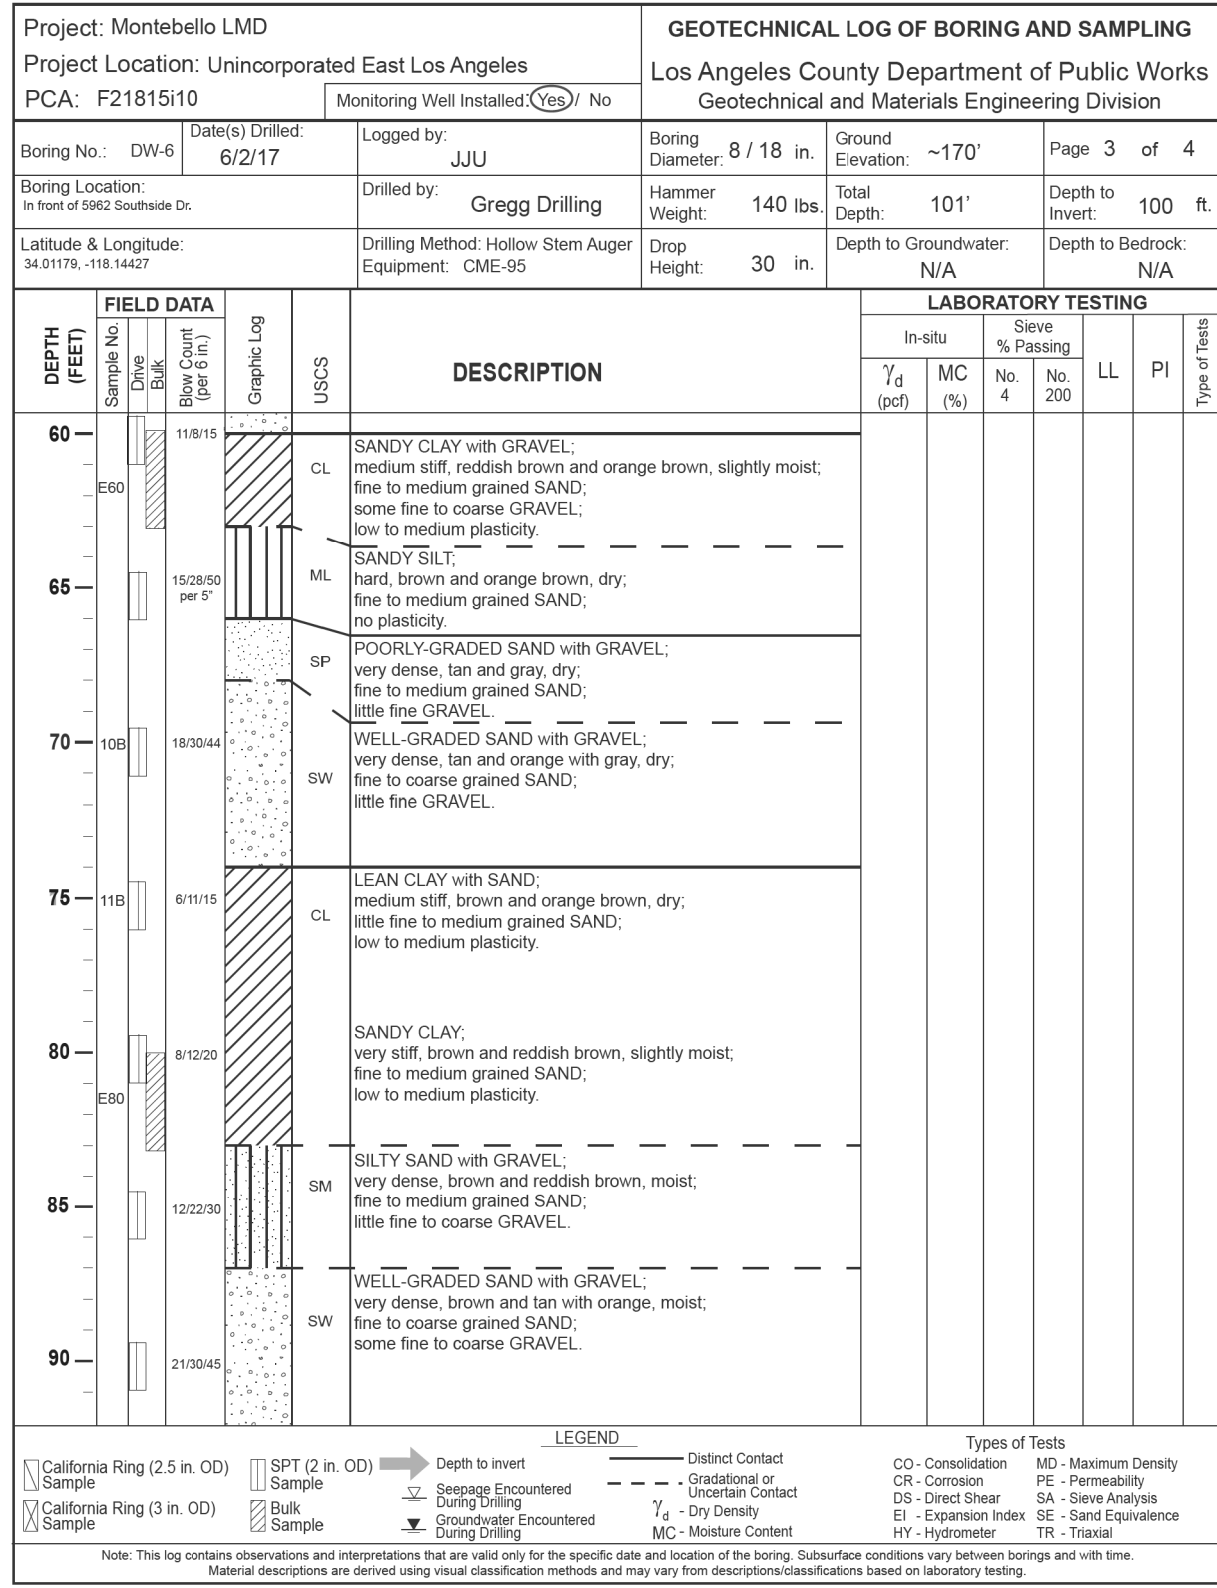 Project: Montebello LMD
Project Location: Unincorporated East Los Angeles
PCA: F21815i10
Monitoring Well Installed: Yes / No
GEOTECHNICAL LOG OF BORING AND SAMPLING
Los Angeles County Department of Public Works
Geotechnical and Materials Engineering Division
Boring No.: DW-6
Date(s) Drilled:
6/2/17
Logged by:
JJU
Boring
Diameter: 8 / 18 in.
Ground
Elevation: ~170'
Page 3 of 4
Boring Location:
In front of 5962 Southside Dr.
Drilled by:
Gregg Drilling
Hammer
Weight: 140 lbs.
Total
Depth: 101'
Depth to
Invert: 100 ft.
Latitude & Longitude:
34.01179, -118.14427
Drilling Method: Hollow Stem Auger
Equipment: CME-95
Drop
Height: 30 in.
Depth to Groundwater:
N/A
Depth to Bedrock:
N/A
DEPTH
(FEET)
FIELD DATA
Sample No.
Drive
Bulk
Blow Count
(per 6 in.)
Graphic Log
USCS
DESCRIPTION
LABORATORY TESTING
In-situ
γd
(pcf)
MC
(%)
Sieve
% Passing
No.
4
No.
200
LL
PI
Type of Tests
60
11/8/15
E60
CL
SANDY CLAY with GRAVEL;
medium stiff, reddish brown and orange brown, slightly moist;
fine to medium grained SAND;
some fine to coarse GRAVEL;
low to medium plasticity.
65
15/28/50
per 5"
ML
SANDY SILT;
hard, brown and orange brown, dry;
fine to medium grained SAND;
no plasticity.
SP
POORLY-GRADED SAND with GRAVEL;
very dense, tan and gray, dry;
fine to medium grained SAND;
little fine GRAVEL.
70
10B
18/30/44
SW
WELL-GRADED SAND with GRAVEL;
very dense, tan and orange with gray, dry;
fine to coarse grained SAND;
little fine GRAVEL.
75
11B
6/11/15
CL
LEAN CLAY with SAND;
medium stiff, brown and orange brown, dry;
little fine to medium grained SAND;
low to medium plasticity.
80
8/12/20
E80
SANDY CLAY;
very stiff, brown and reddish brown, slightly moist;
fine to medium grained SAND;
low to medium plasticity.
85
12/22/30
SM
SILTY SAND with GRAVEL;
very dense, brown and reddish brown, moist;
fine to medium grained SAND;
little fine to coarse GRAVEL.
90
21/30/45
SW
WELL-GRADED SAND with GRAVEL;
very dense, brown and tan with orange, moist;
fine to coarse grained SAND;
some fine to coarse GRAVEL.
LEGEND
California Ring (2.5 in. OD)
Sample
California Ring (3 in. OD)
Sample
SPT (2 in. OD)
Sample
Bulk
Sample
Depth to invert
Seepage Encountered
During Drilling
Groundwater Encountered
During Drilling
Distinct Contact
Gradational or
Uncertain Contact
γd - Dry Density
MC - Moisture Content
Types of Tests
CO - Consolidation
CR - Corrosion
DS - Direct Shear
EI - Expansion Index
HY - Hydrometer
MD - Maximum Density
PE - Permeability
SA - Sieve Analysis
SE - Sand Equivalence
TR - Triaxial
Note: This log contains observations and interpretations that are valid only for the specific date and location of the boring. Subsurface conditions vary between borings and with time.
Material descriptions are derived using visual classification methods and may vary from descriptions/classifications based on laboratory testing.